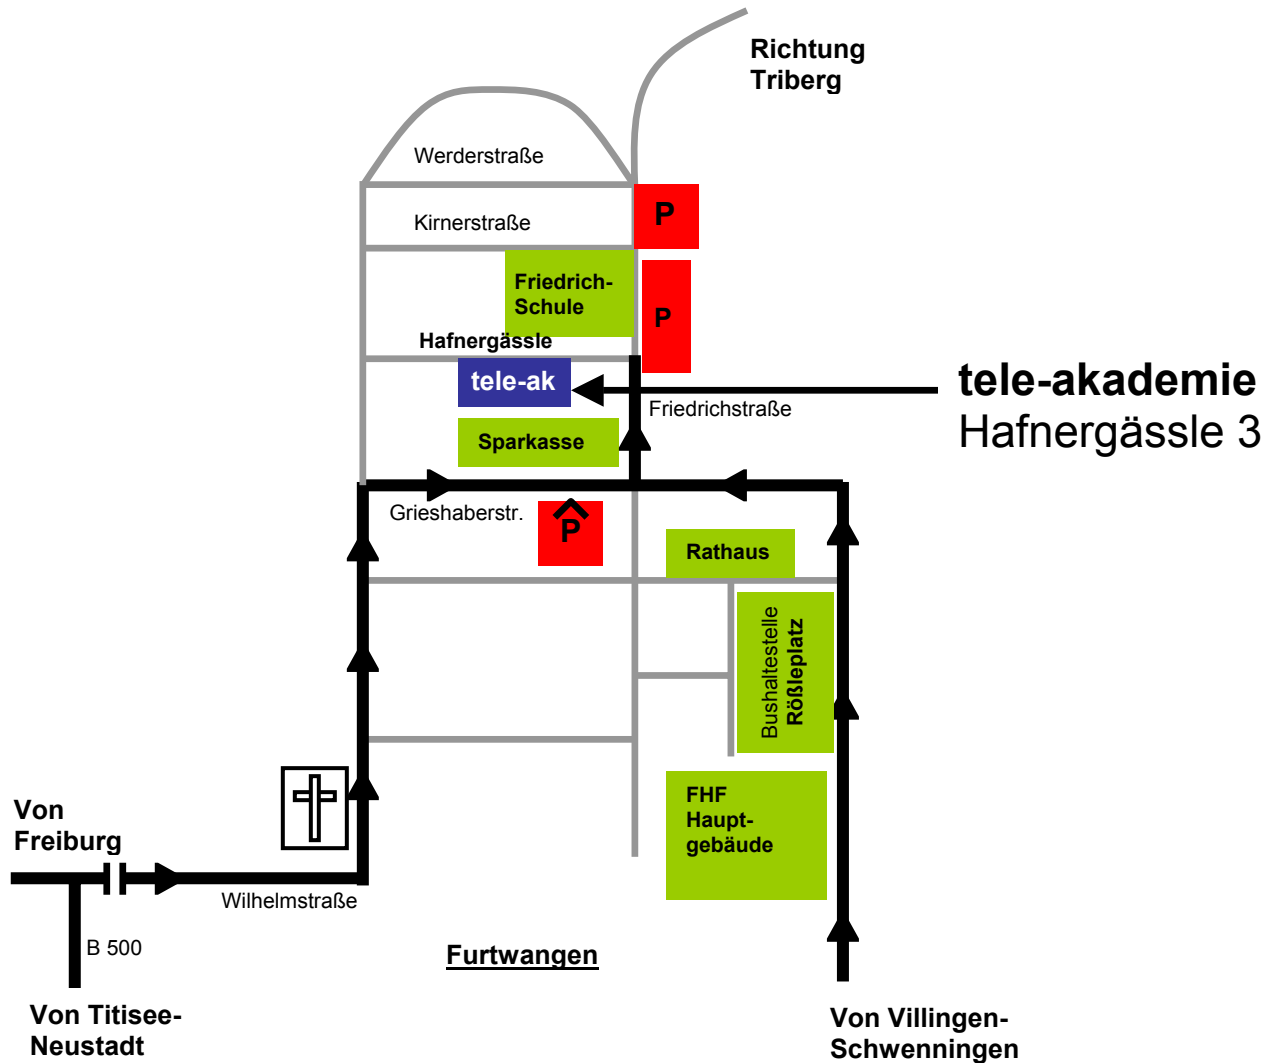 Richtung
Triberg
Werderstraße
Kirnerstraße
P
Friedrich-
Schule
P
Hafnergässle
tele-ak
tele-akademie
Hafnergässle 3
Friedrichstraße
Sparkasse
Grieshaberstr.
P
Rathaus
Bushaltestelle
Rößleplatz
FHF
Haupt-
gebäude
Von
Freiburg
Wilhelmstraße
B 500
Furtwangen
Von Titisee-
Neustadt
Von Villingen-
Schwenningen